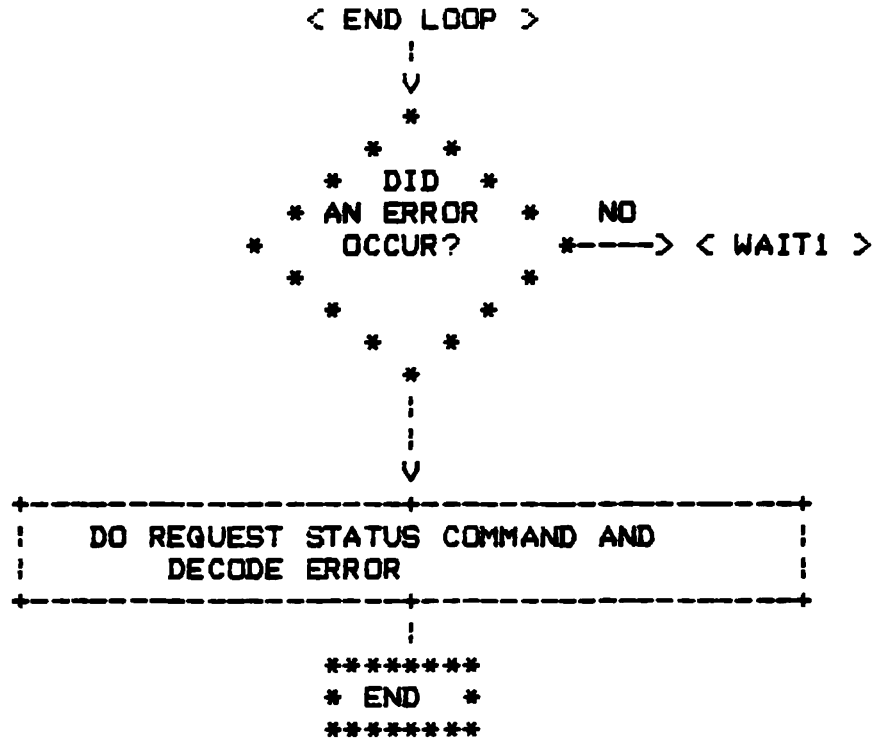 < END LOOP >
DID
AN ERROR
OCCUR?
NO
< WAIT1 >
DO REQUEST STATUS COMMAND AND
DECODE ERROR
END